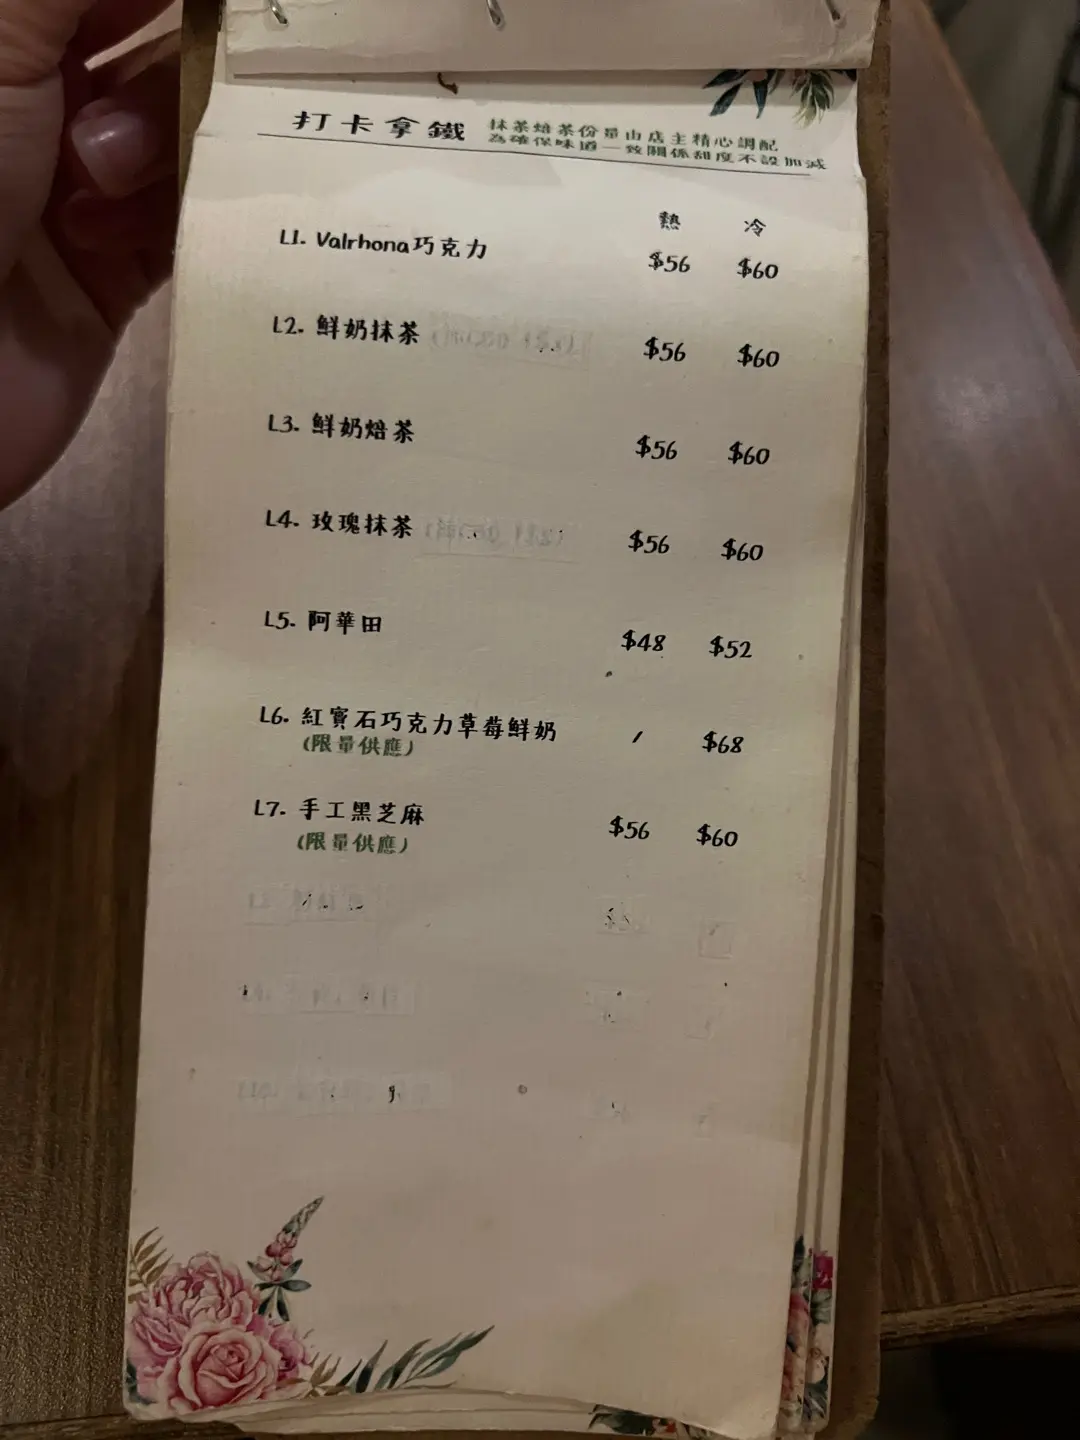 打卡拿鐵
抹茶焙茶份量由店主精心調配
為確保味道一致關係甜度不設加減
熱 冷
L1. Valrhona巧克力 $56 $60
L2. 鮮奶抹茶 $56 $60
L3. 鮮奶焙茶 $56 $60
L4. 玫瑰抹茶 $56 $60
L5. 阿華田 $48 $52
L6. 紅寶石巧克力草莓鮮奶 / $68
(限量供應)
L7. 手工黑芝麻 $56 $60
(限量供應)